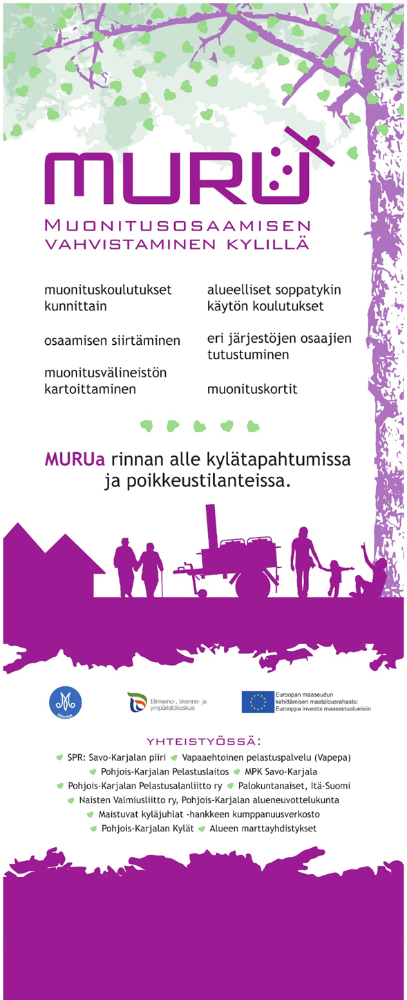 MURU
MUONITUSOSAAMISEN
VAHVISTAMINEN KYLILLÄ
muonituskoulutukset
kunnittain
osaamisen siirtäminen
muonitusvälineistön
kartoittaminen
alueelliset soppatykin
käytön koulutukset
eri järjestöjen osaajien
tutustuminen
muonituskortit
MURUa rinnan alle kylätapahtumissa
ja poikkeustilanteissa.
Martat
Elinkeino-, liikenne- ja
ympäristökeskus
Euroopan maaseudun
kehittämisen maatalousrahasto:
Eurooppa investoi maaseutualueisiin
YHTEISTYÖSSÄ:
SPR: Savo-Karjalan piiri Vapaaehtoinen pelastuspalvelu (Vapepa)
Pohjois-Karjalan Pelastuslaitos MPK Savo-Karjala
Pohjois-Karjalan Pelastusalanliitto ry Palokuntanaiset, Itä-Suomi
Naisten Valmiusliitto ry, Pohjois-Karjalan alueneuvottelukunta
Maistuvat kyläjuhlat -hankkeen kumppanuusverkosto
Pohjois-Karjalan Kylät Alueen marttayhdistykset